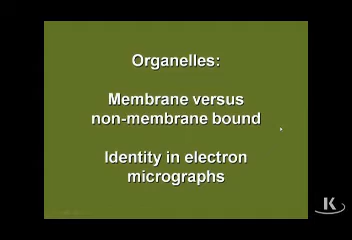 Organelles:
Membrane versus
non-membrane bound
Identity in electron
micrographs
K